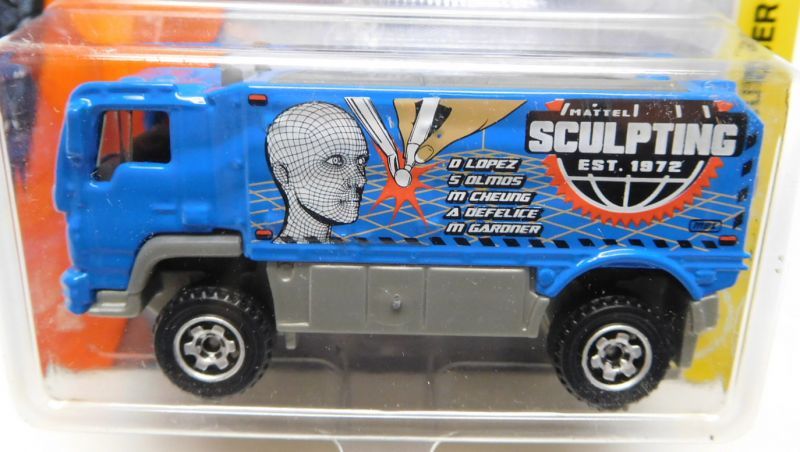 MATTEL
SCULPTING
EST. 1972
D LOPEZ
S OLMOS
M CHEUNG
A DEFELICE
M GARDNER